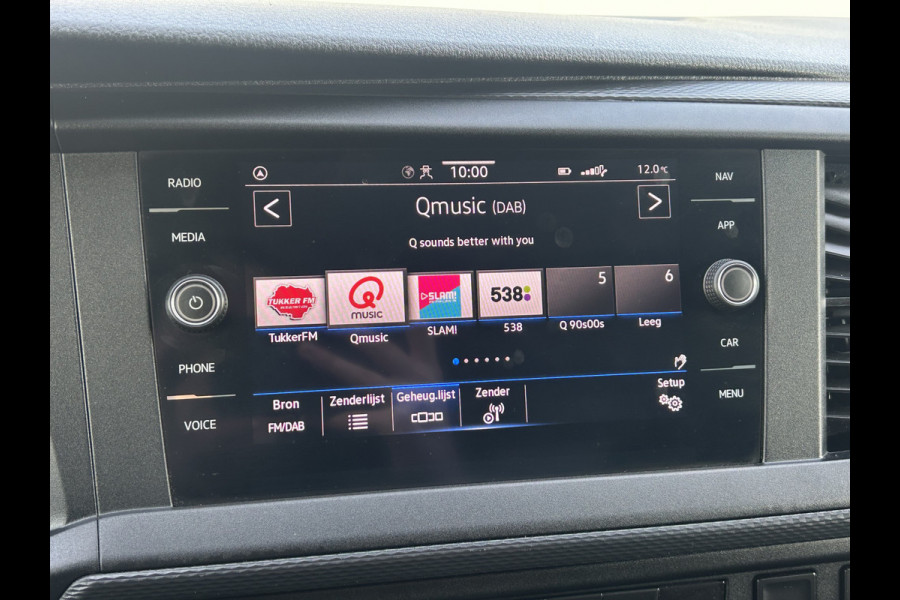 RADIO
MEDIA
PHONE
VOICE
10:00
12.0°C
Qmusic (DAB)
Q sounds better with you
TUKKER FM
MUSIC
SLAM!
538
5
6
TukkerFM
Qmusic
SLAM!
538
Q 90s00s
Leeg
Bron
FM/DAB
Zenderlijst
Geheug.lijst
Zender
Setup
NAV
APP
CAR
MENU